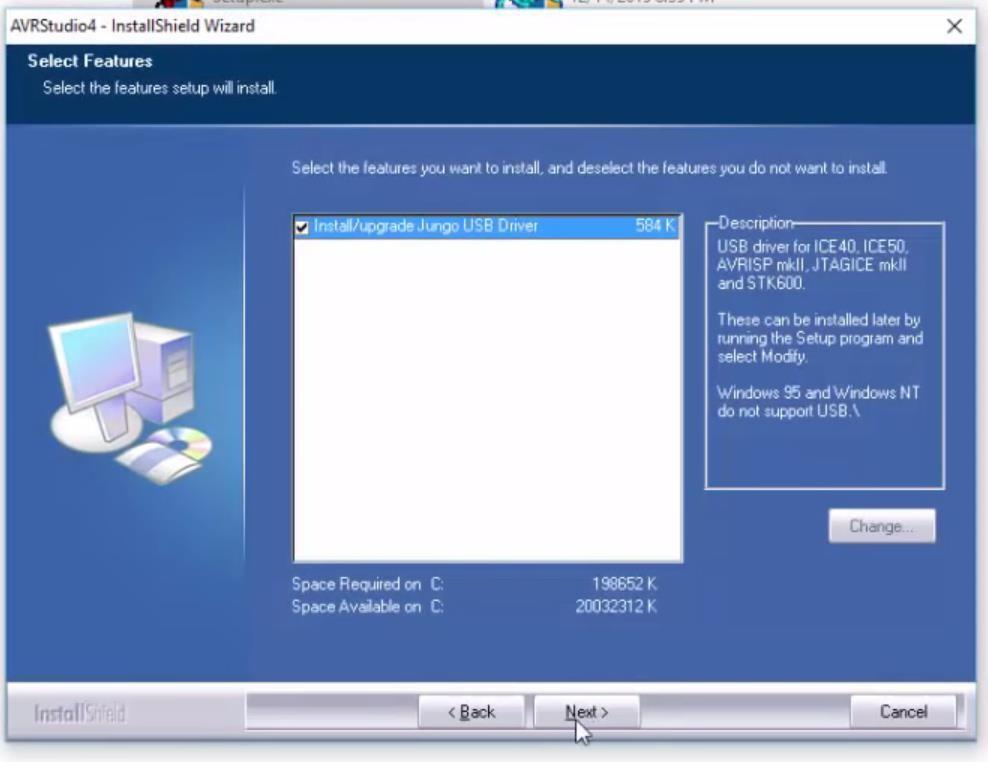 Setup.exe
AVRStudio4 - InstallShield Wizard
Select Features
Select the features setup will install.
Select the features you want to install, and deselect the features you do not want to install.
Install/upgrade Jungo USB Driver 584 K
Description
USB driver for ICE40, ICE50,
AVRISP mkII, JTAGICE mkII
and STK600.
These can be installed later by
running the Setup program and
select Modify.
Windows 95 and Windows NT
do not support USB.\
Change...
Space Required on C: 198652 K
Space Available on C: 20032312 K
InstallShield
< Back
Next >
Cancel